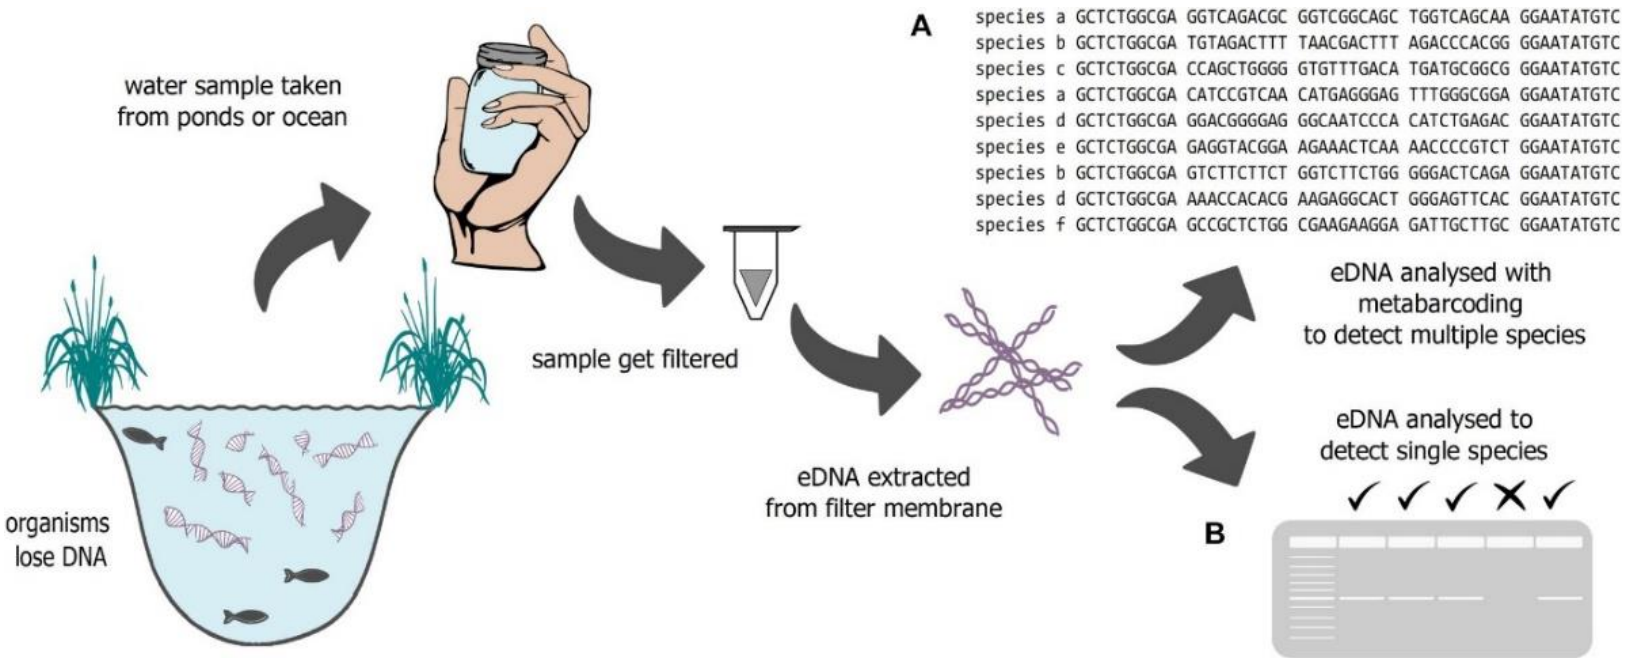 water sample taken
from ponds or ocean
sample get filtered
organisms
lose DNA
eDNA extracted
from filter membrane
A
species a GCTCTGGCGA GGTCAGACGC GGTCGGCAGC TGGTCAGCAA GGAATATGTC
species b GCTCTGGCGA TGTAGACTTT TAACGACTTT AGACCCACGG GGAATATGTC
species c GCTCTGGCGA CCAGCTGGGG GTGTTTGACA TGATGCGGCG GGAATATGTC
species a GCTCTGGCGA CATCCGTCAA CATGAGGGAG TTTGGGCGGA GGAATATGTC
species d GCTCTGGCGA GGACGGGGAG GGCAATCCCA CATCTGAGAC GGAATATGTC
species e GCTCTGGCGA GAGGTACGGA AGAAACTCAA AACCCCGTCT GGAATATGTC
species b GCTCTGGCGA GTCTTCTTCT GGTCTTCTGG GGGACTCAGA GGAATATGTC
species d GCTCTGGCGA AAACCACACG AAGAGGCACT GGGAGTTCAC GGAATATGTC
species f GCTCTGGCGA GCCGCTCTGG CGAAGAAGGA GATTGCTTGC GGAATATGTC
eDNA analysed with
metabarcoding
to detect multiple species
eDNA analysed to
detect single species
B